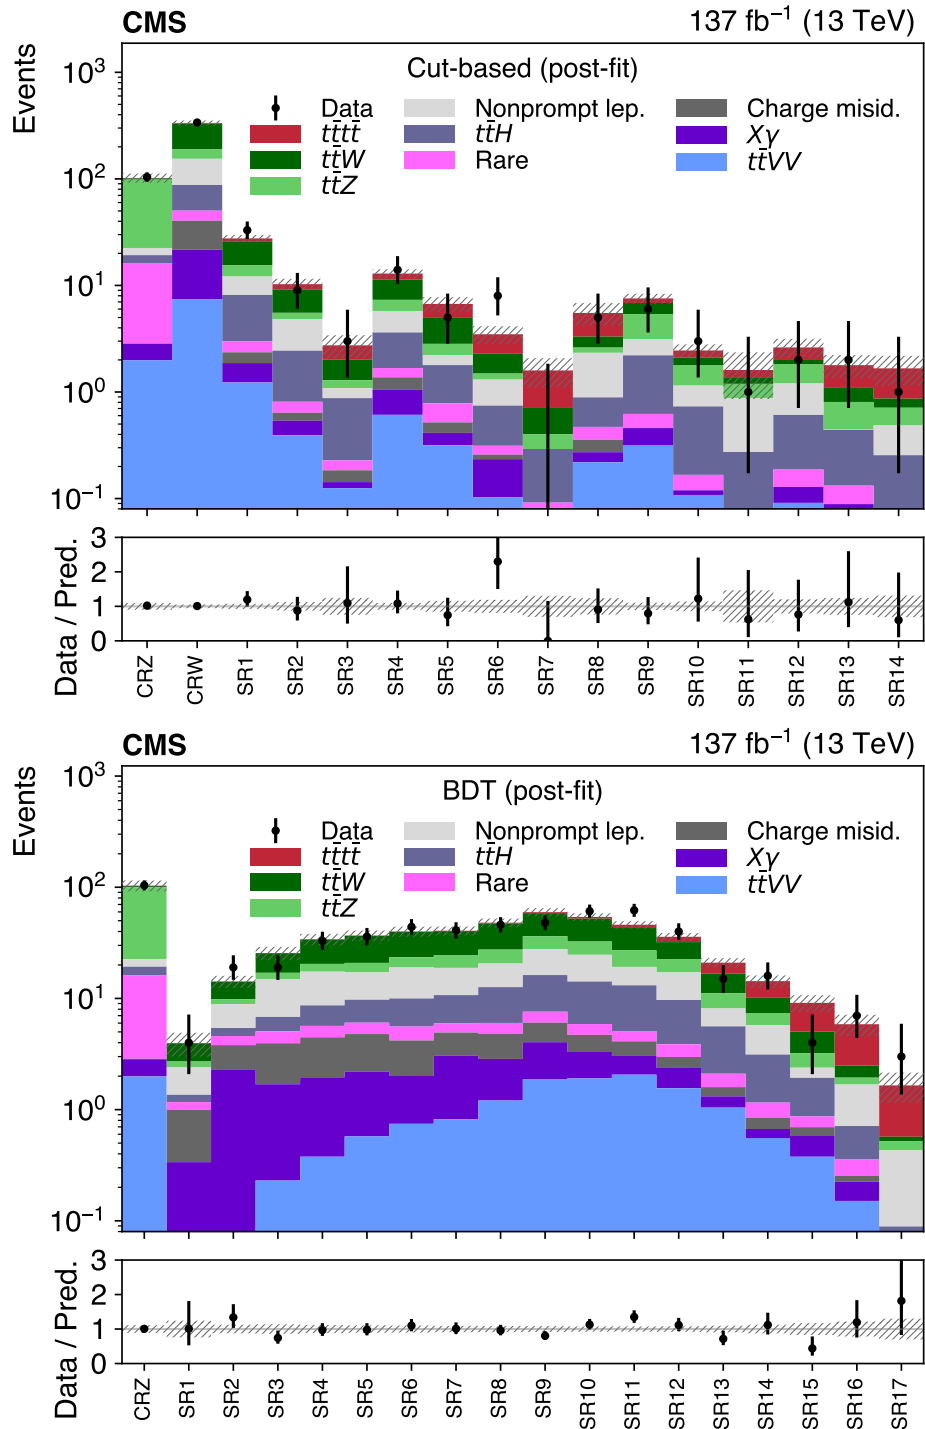 CMS 137 fb⁻¹ (13 TeV)
Cut-based (post-fit)
Events
Data Nonprompt lep. Charge misid.
tt̄tt̄ tt̄H Xγ
tt̄W Rare tt̄VV
tt̄Z
10³
10²
10¹
10⁰
10⁻¹
Data / Pred.
3
2
1
0
CRZ CRW SR1 SR2 SR3 SR4 SR5 SR6 SR7 SR8 SR9 SR10 SR11 SR12 SR13 SR14
CMS 137 fb⁻¹ (13 TeV)
BDT (post-fit)
Events
Data Nonprompt lep. Charge misid.
tt̄tt̄ tt̄H Xγ
tt̄W Rare tt̄VV
tt̄Z
10³
10²
10¹
10⁰
10⁻¹
Data / Pred.
3
2
1
0
CRZ SR1 SR2 SR3 SR4 SR5 SR6 SR7 SR8 SR9 SR10 SR11 SR12 SR13 SR14 SR15 SR16 SR17